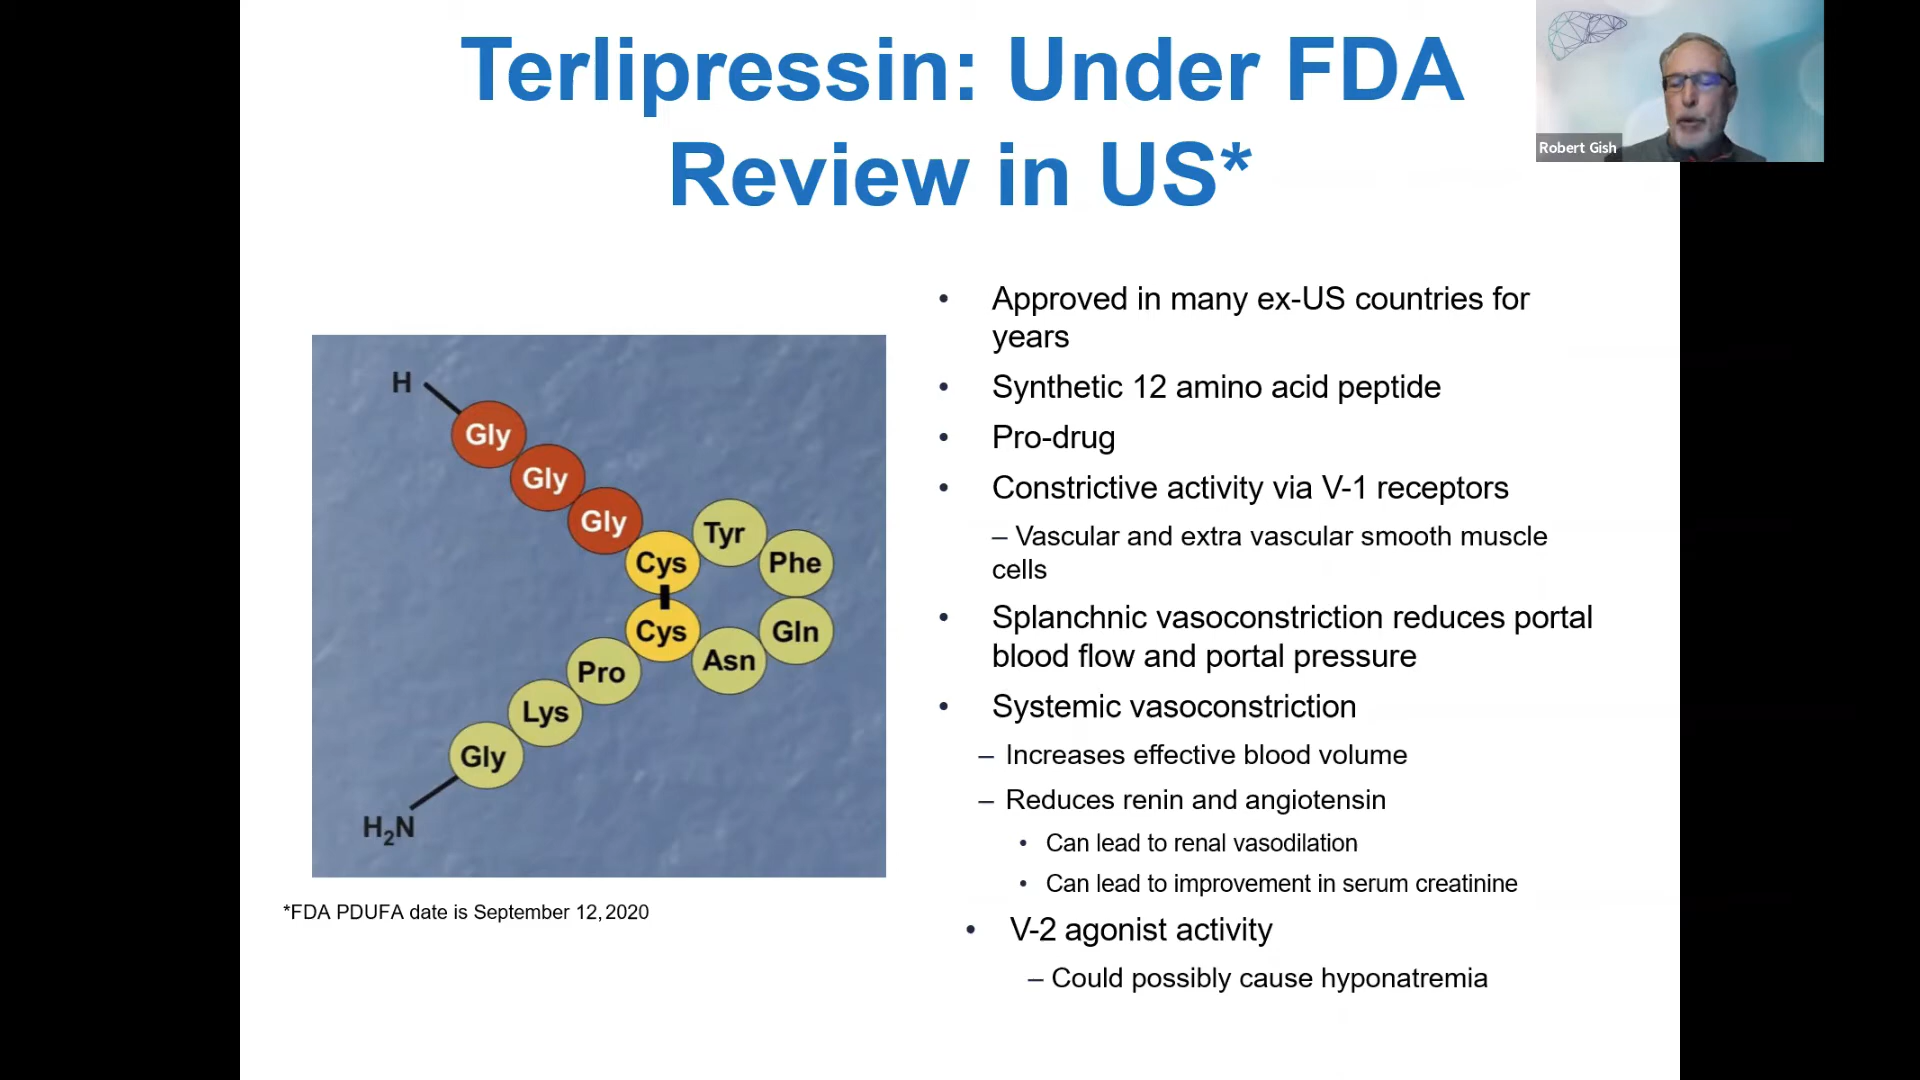 Terlipressin: Under FDA
Review in US*
Robert Gish
• Approved in many ex-US countries for
years
• Synthetic 12 amino acid peptide
• Pro-drug
• Constrictive activity via V-1 receptors
– Vascular and extra vascular smooth muscle
cells
• Splanchnic vasoconstriction reduces portal
blood flow and portal pressure
• Systemic vasoconstriction
– Increases effective blood volume
– Reduces renin and angiotensin
• Can lead to renal vasodilation
• Can lead to improvement in serum creatinine
• V-2 agonist activity
– Could possibly cause hyponatremia
H
Gly
Gly
Gly
Cys
Tyr
Phe
Gln
Asn
Cys
Pro
Lys
Gly
H₂N
*FDA PDUFA date is September 12, 2020